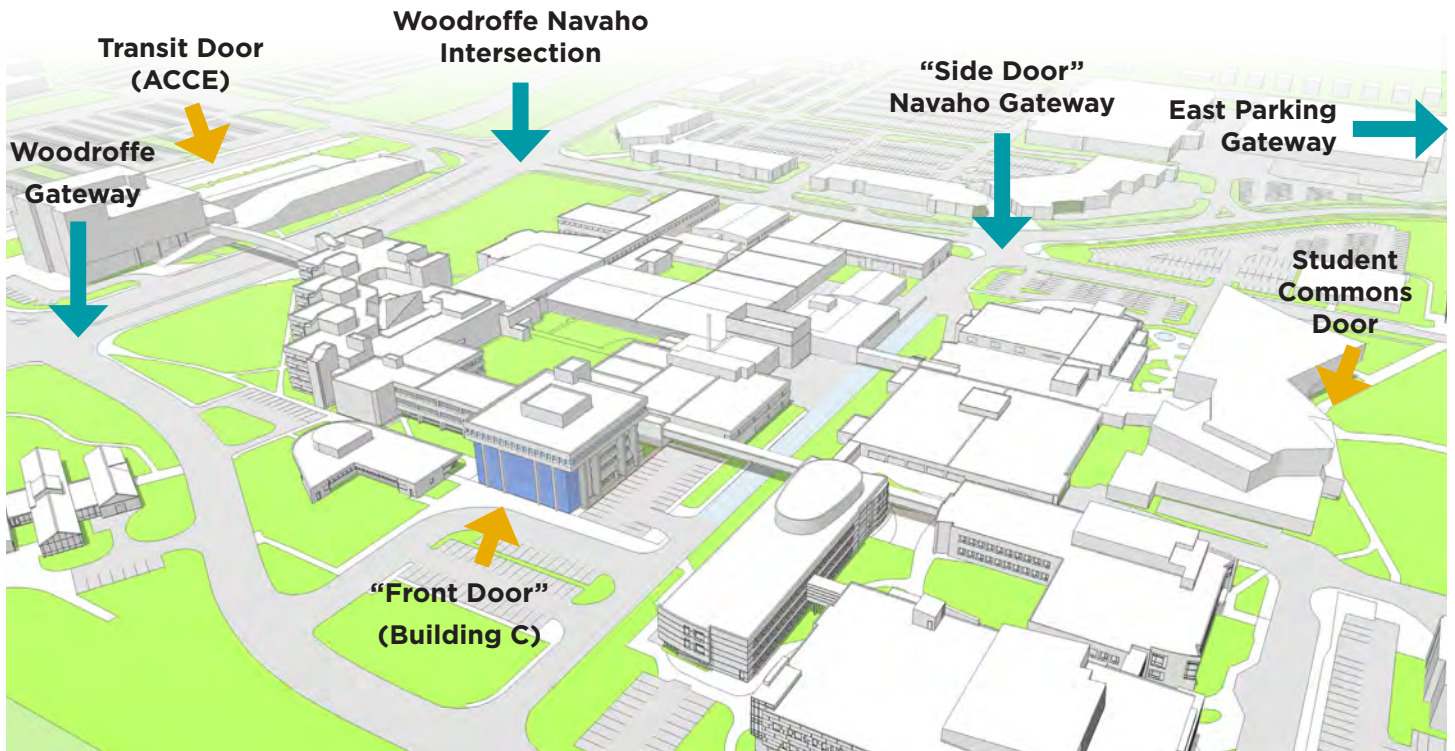 Woodroffe Navaho
Intersection
Transit Door
(ACCE)
“Side Door”
Navaho Gateway
East Parking
Gateway
Woodroffe
Gateway
Student
Commons
Door
“Front Door”
(Building C)